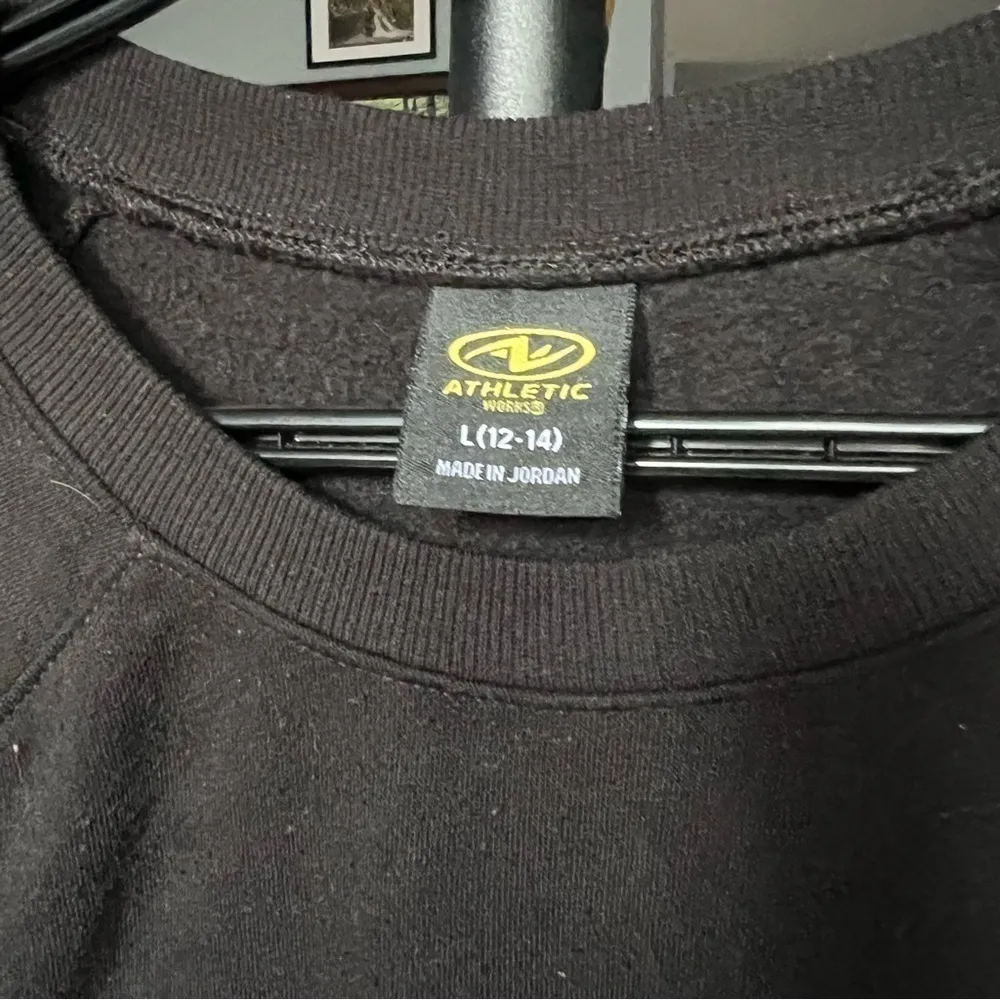 ATHLETIC
WORKS®
L(12-14)
MADE IN JORDAN